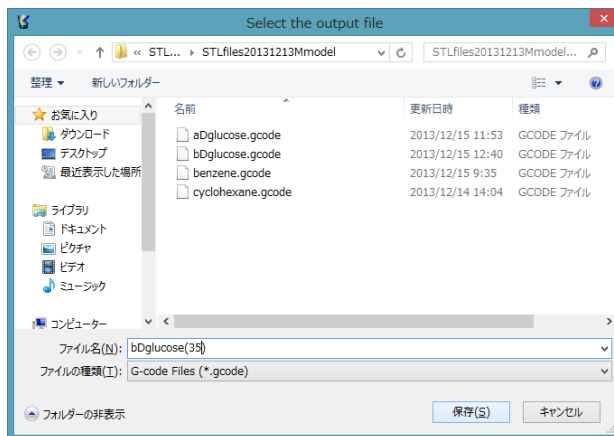 Select the output file
« STL... › STLfiles20131213Mmodel
STLfiles20131213Mmodel...
整理 新しいフォルダー
名前 更新日時 種類
お気に入り
ダウンロード
デスクトップ
最近表示した場所
ライブラリ
ドキュメント
ピクチャ
ビデオ
ミュージック
コンピューター
aDglucose.gcode 2013/12/15 11:53 GCODE ファイル
bDglucose.gcode 2013/12/15 12:40 GCODE ファイル
benzene.gcode 2013/12/15 9:35 GCODE ファイル
cyclohexane.gcode 2013/12/14 14:04 GCODE ファイル
ファイル名(N): bDglucose(35)
ファイルの種類(T): G-code Files (*.gcode)
フォルダーの非表示 保存(S) キャンセル